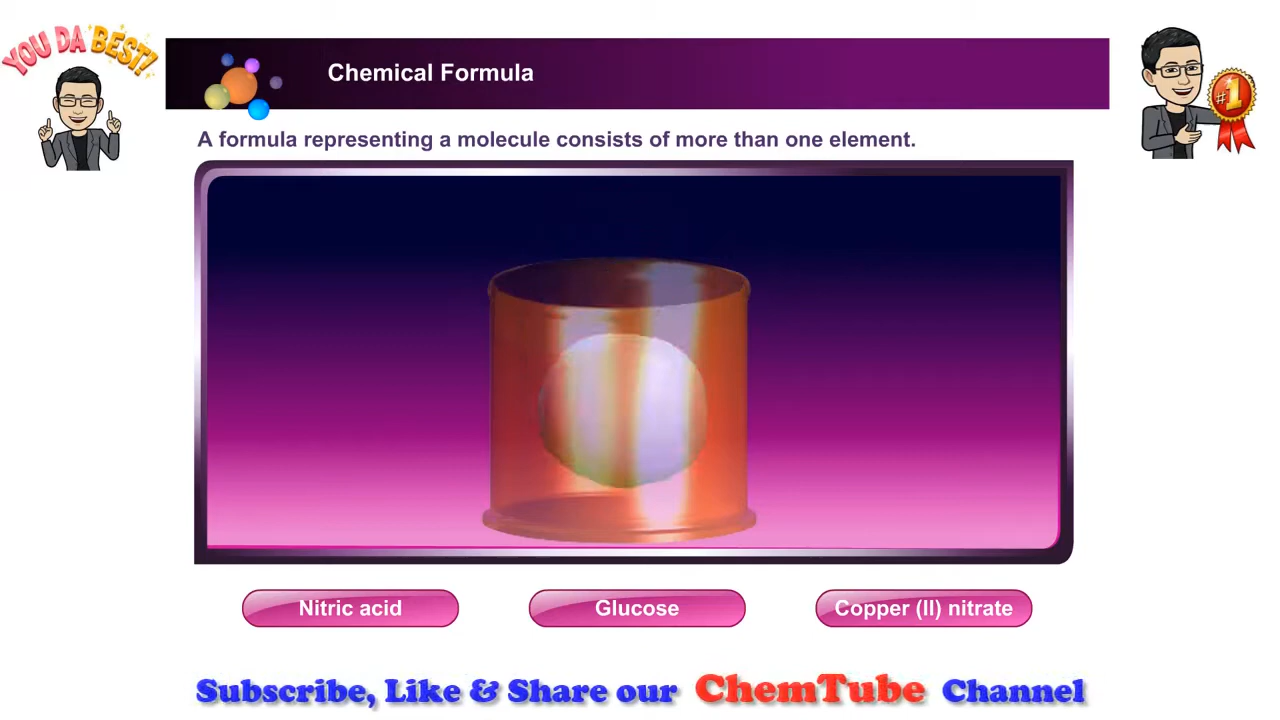 YOU DA BEST!
Chemical Formula
#1
A formula representing a molecule consists of more than one element.
Nitric acid
Glucose
Copper (II) nitrate
Subscribe, Like & Share our ChemTube Channel